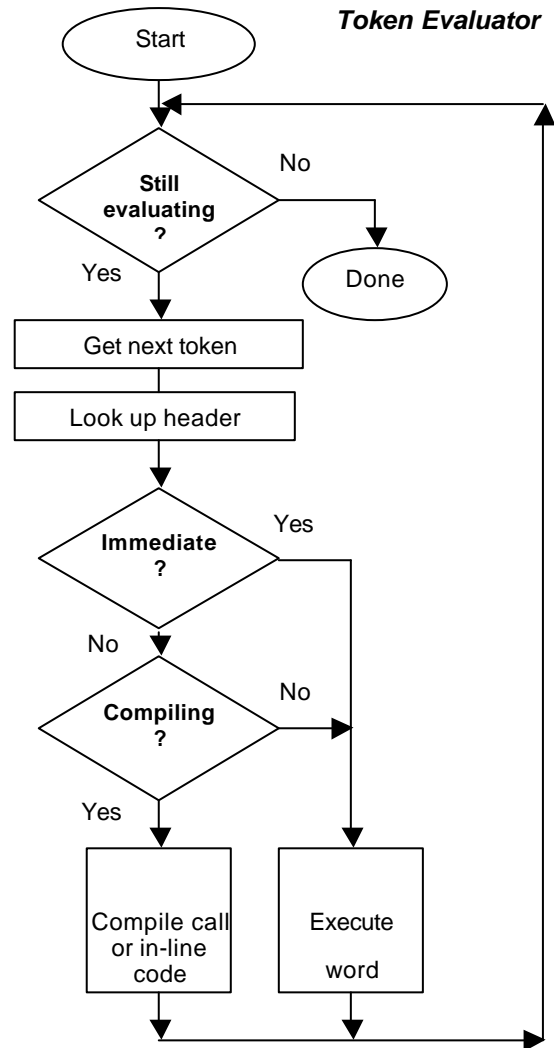 Token Evaluator
Start
Still
evaluating
?
No
Done
Yes
Get next token
Look up header
Immediate
?
Yes
No
Compiling
?
No
Yes
Compile call
or in-line
code
Execute
word